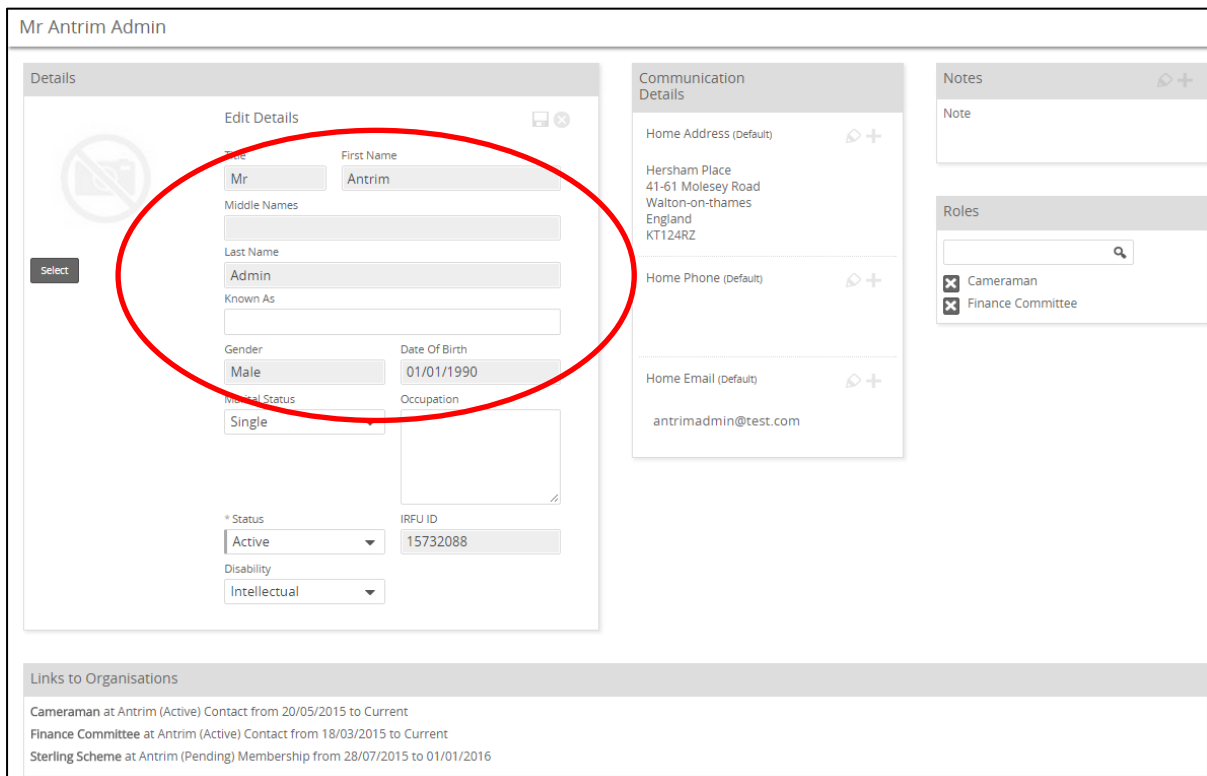 Mr Antrim Admin
Details
Edit Details
Title First Name
Mr Antrim
Middle Names
Last Name
Admin
Known As
Gender Date Of Birth
Male 01/01/1990
Marital Status Occupation
Single
* Status IRFU ID
Active 15732088
Disability
Intellectual
Select
Communication
Details
Home Address (Default)
Hersham Place
41-61 Molesey Road
Walton-on-thames
England
KT124RZ
Home Phone (Default)
Home Email (Default)
antrimadmin@test.com
Notes
Note
Roles
Cameraman
Finance Committee
Links to Organisations
Cameraman at Antrim (Active) Contact from 20/05/2015 to Current
Finance Committee at Antrim (Active) Contact from 18/03/2015 to Current
Sterling Scheme at Antrim (Pending) Membership from 28/07/2015 to 01/01/2016